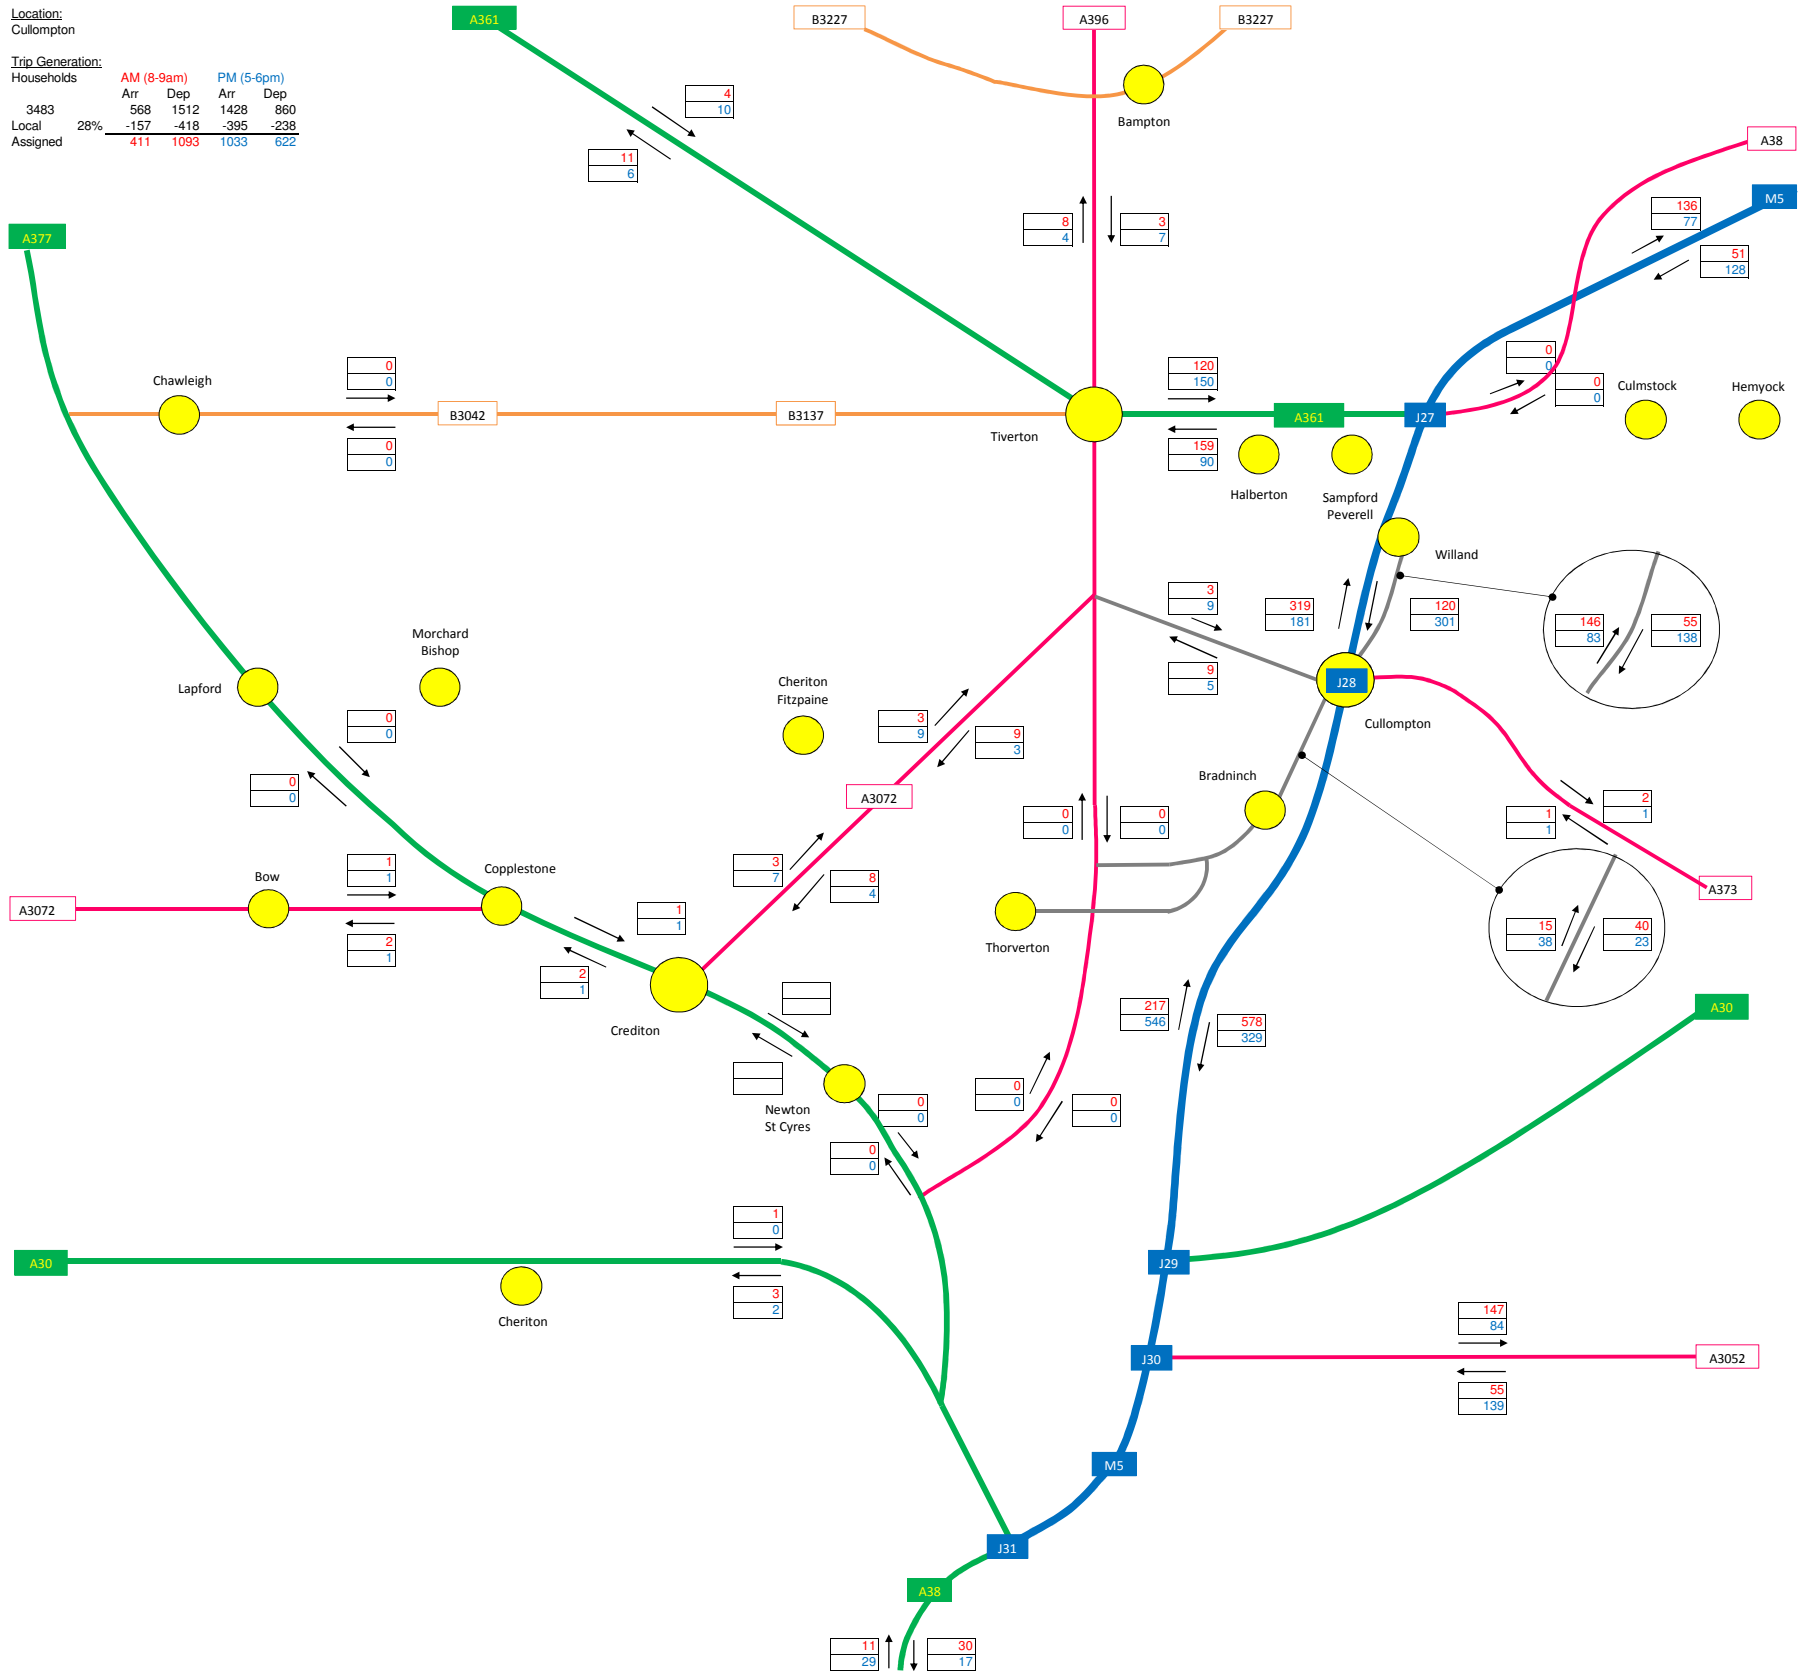 Location:
Cullompton
Trip Generation:
Households AM (8-9am) PM (5-6pm)
Arr Dep Arr Dep
3483 568 1512 1428 860
Local 28% -157 -418 -395 -238
Assigned 411 1093 1033 622
A361
B3227
A396
B3227
Bampton
4
10
11
6
A38
M5
136
77
51
128
8
4
3
7
A377
Chawleigh
0
0
0
0
B3042
B3137
Tiverton
120
150
A361
159
90
J27
0
0
0
0
Culmstock
Hemyock
Halberton
Sampford
Peverell
Willand
3
9
9
5
319
181
120
301
146
83
55
138
J28
Cullompton
Lapford
Morchard
Bishop
0
0
0
0
Cheriton
Fitzpaine
3
9
9
3
A3072
Bradninch
0
0
0
0
2
1
1
1
A373
3
7
8
4
A3072
Bow
1
1
2
1
Copplestone
1
1
2
1
Crediton
Thorverton
15
38
40
23
217
546
578
329
A30
Newton
St Cyres
0
0
0
0
0
0
0
0
A30
Cheriton
1
0
3
2
J29
J30
147
84
55
139
A3052
M5
J31
A38
11
29
30
17